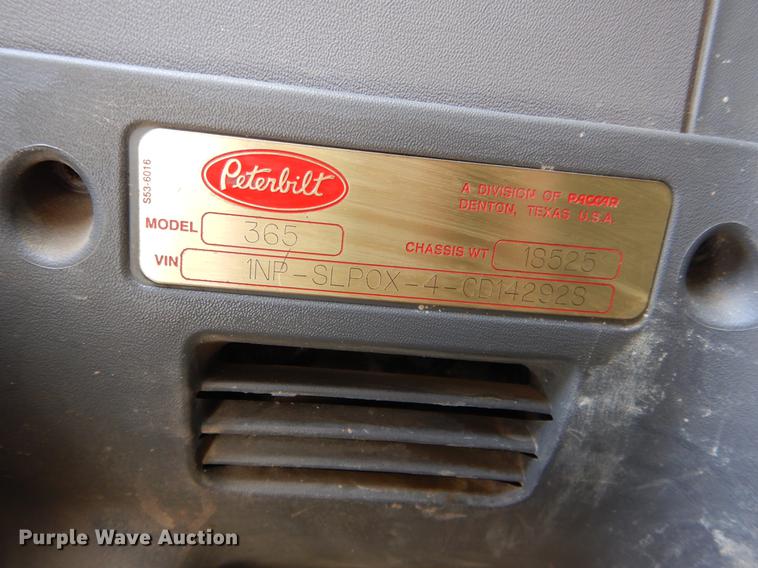 S53-6016
Peterbilt
A DIVISION OF PACCAR
DENTON, TEXAS U.S.A.
MODEL 365
CHASSIS WT 18525
VIN 1NP-SLP0X-4-CD142928
Purple Wave Auction